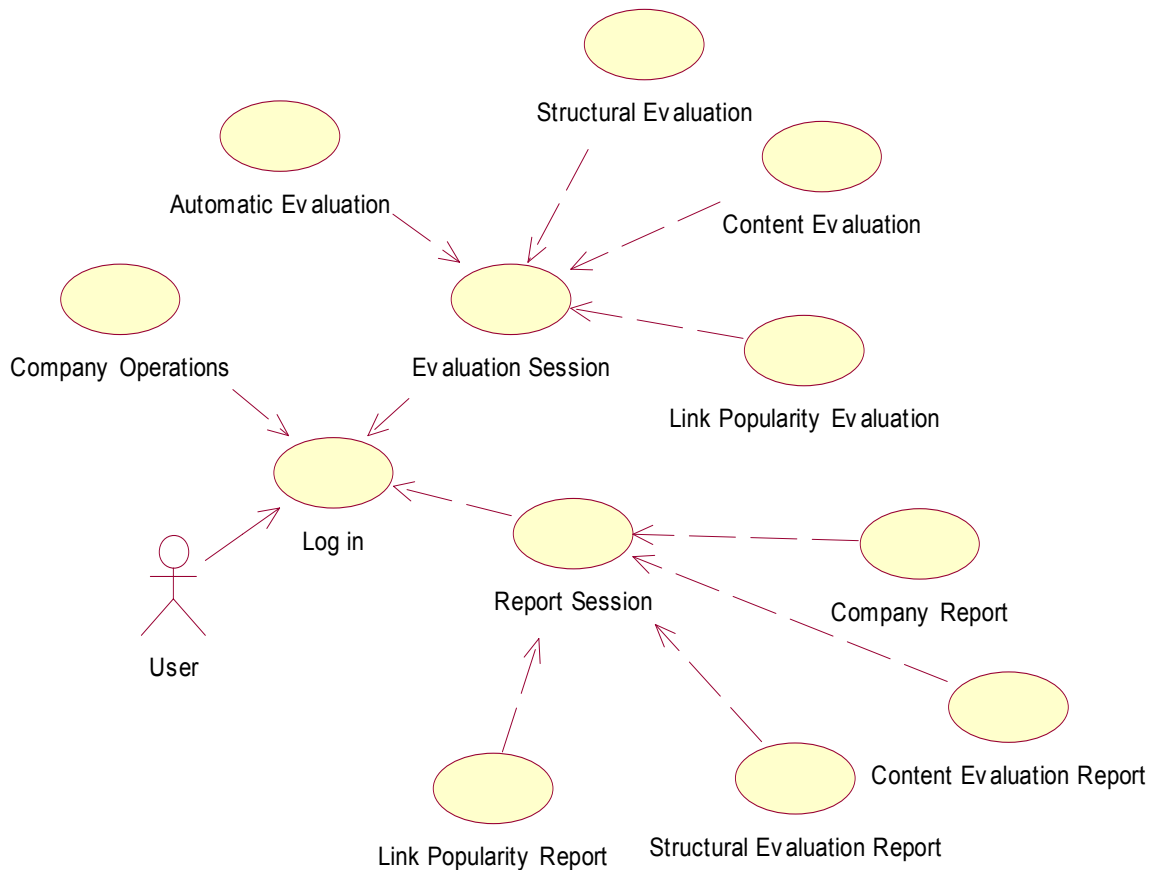 Structural Evaluation
Automatic Evaluation
Content Evaluation
Company Operations
Evaluation Session
Link Popularity Evaluation
Log in
Report Session
Company Report
User
Content Evaluation Report
Structural Evaluation Report
Link Popularity Report